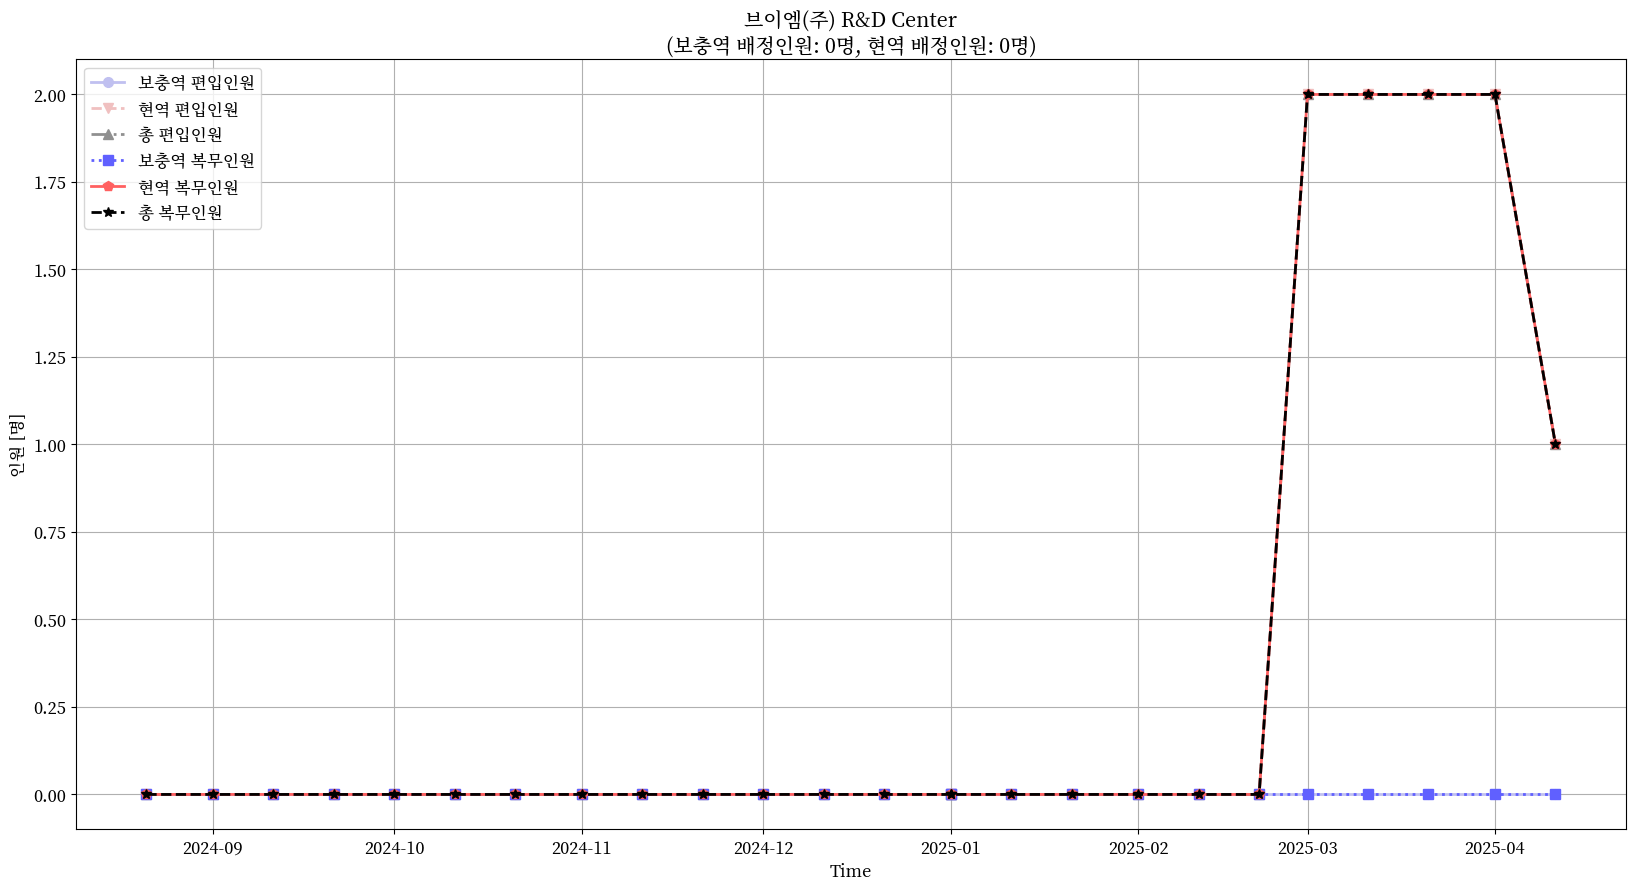 브이엠(주) R&D Center
(보충역 배정인원: 0명, 현역 배정인원: 0명)
보충역 편입인원
현역 편입인원
총 편입인원
보충역 복무인원
현역 복무인원
총 복무인원
인원 [명]
2.00
1.75
1.50
1.25
1.00
0.75
0.50
0.25
0.00
2024-09 2024-10 2024-11 2024-12 2025-01 2025-02 2025-03 2025-04
Time